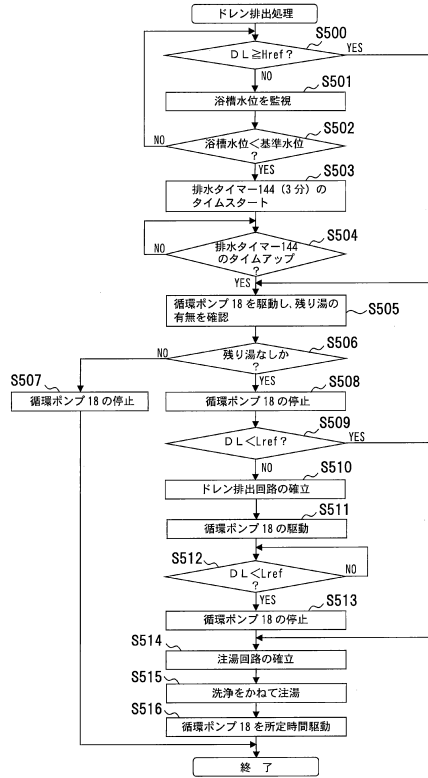 ドレン排出処理
S500
DL≧Href？
YES
NO
S501
浴槽水位を監視
S502
浴槽水位＜基準水位
？
NO
YES
S503
排水タイマー144（3分）の
タイムスタート
S504
排水タイマー144
のタイムアップ
？
NO
YES
循環ポンプ18を駆動し、残り湯の
有無を確認
S505
S506
残り湯なしか
？
NO
YES
S507
循環ポンプ18の停止
S508
循環ポンプ18の停止
S509
DL＜Lref？
YES
NO
S510
ドレン排出回路の確立
S511
循環ポンプ18の駆動
S512
DL＜Lref
？
NO
YES
S513
循環ポンプ18の停止
S514
注湯回路の確立
S515
洗浄をかねて注湯
S516
循環ポンプ18を所定時間駆動
終 了